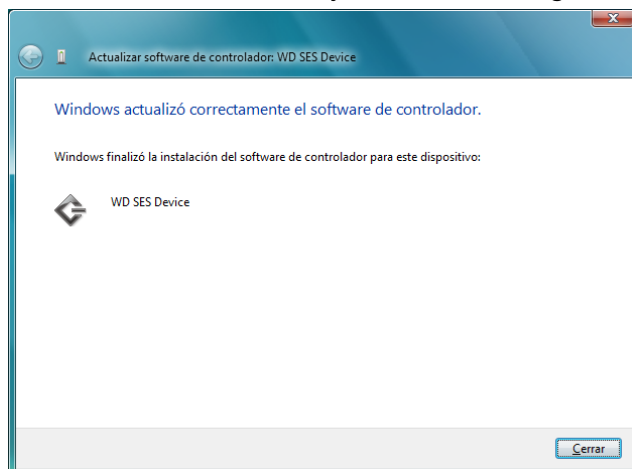 Actualizar software de controlador: WD SES Device
Windows actualizó correctamente el software de controlador.
Windows finalizó la instalación del software de controlador para este dispositivo:
WD SES Device
Cerrar